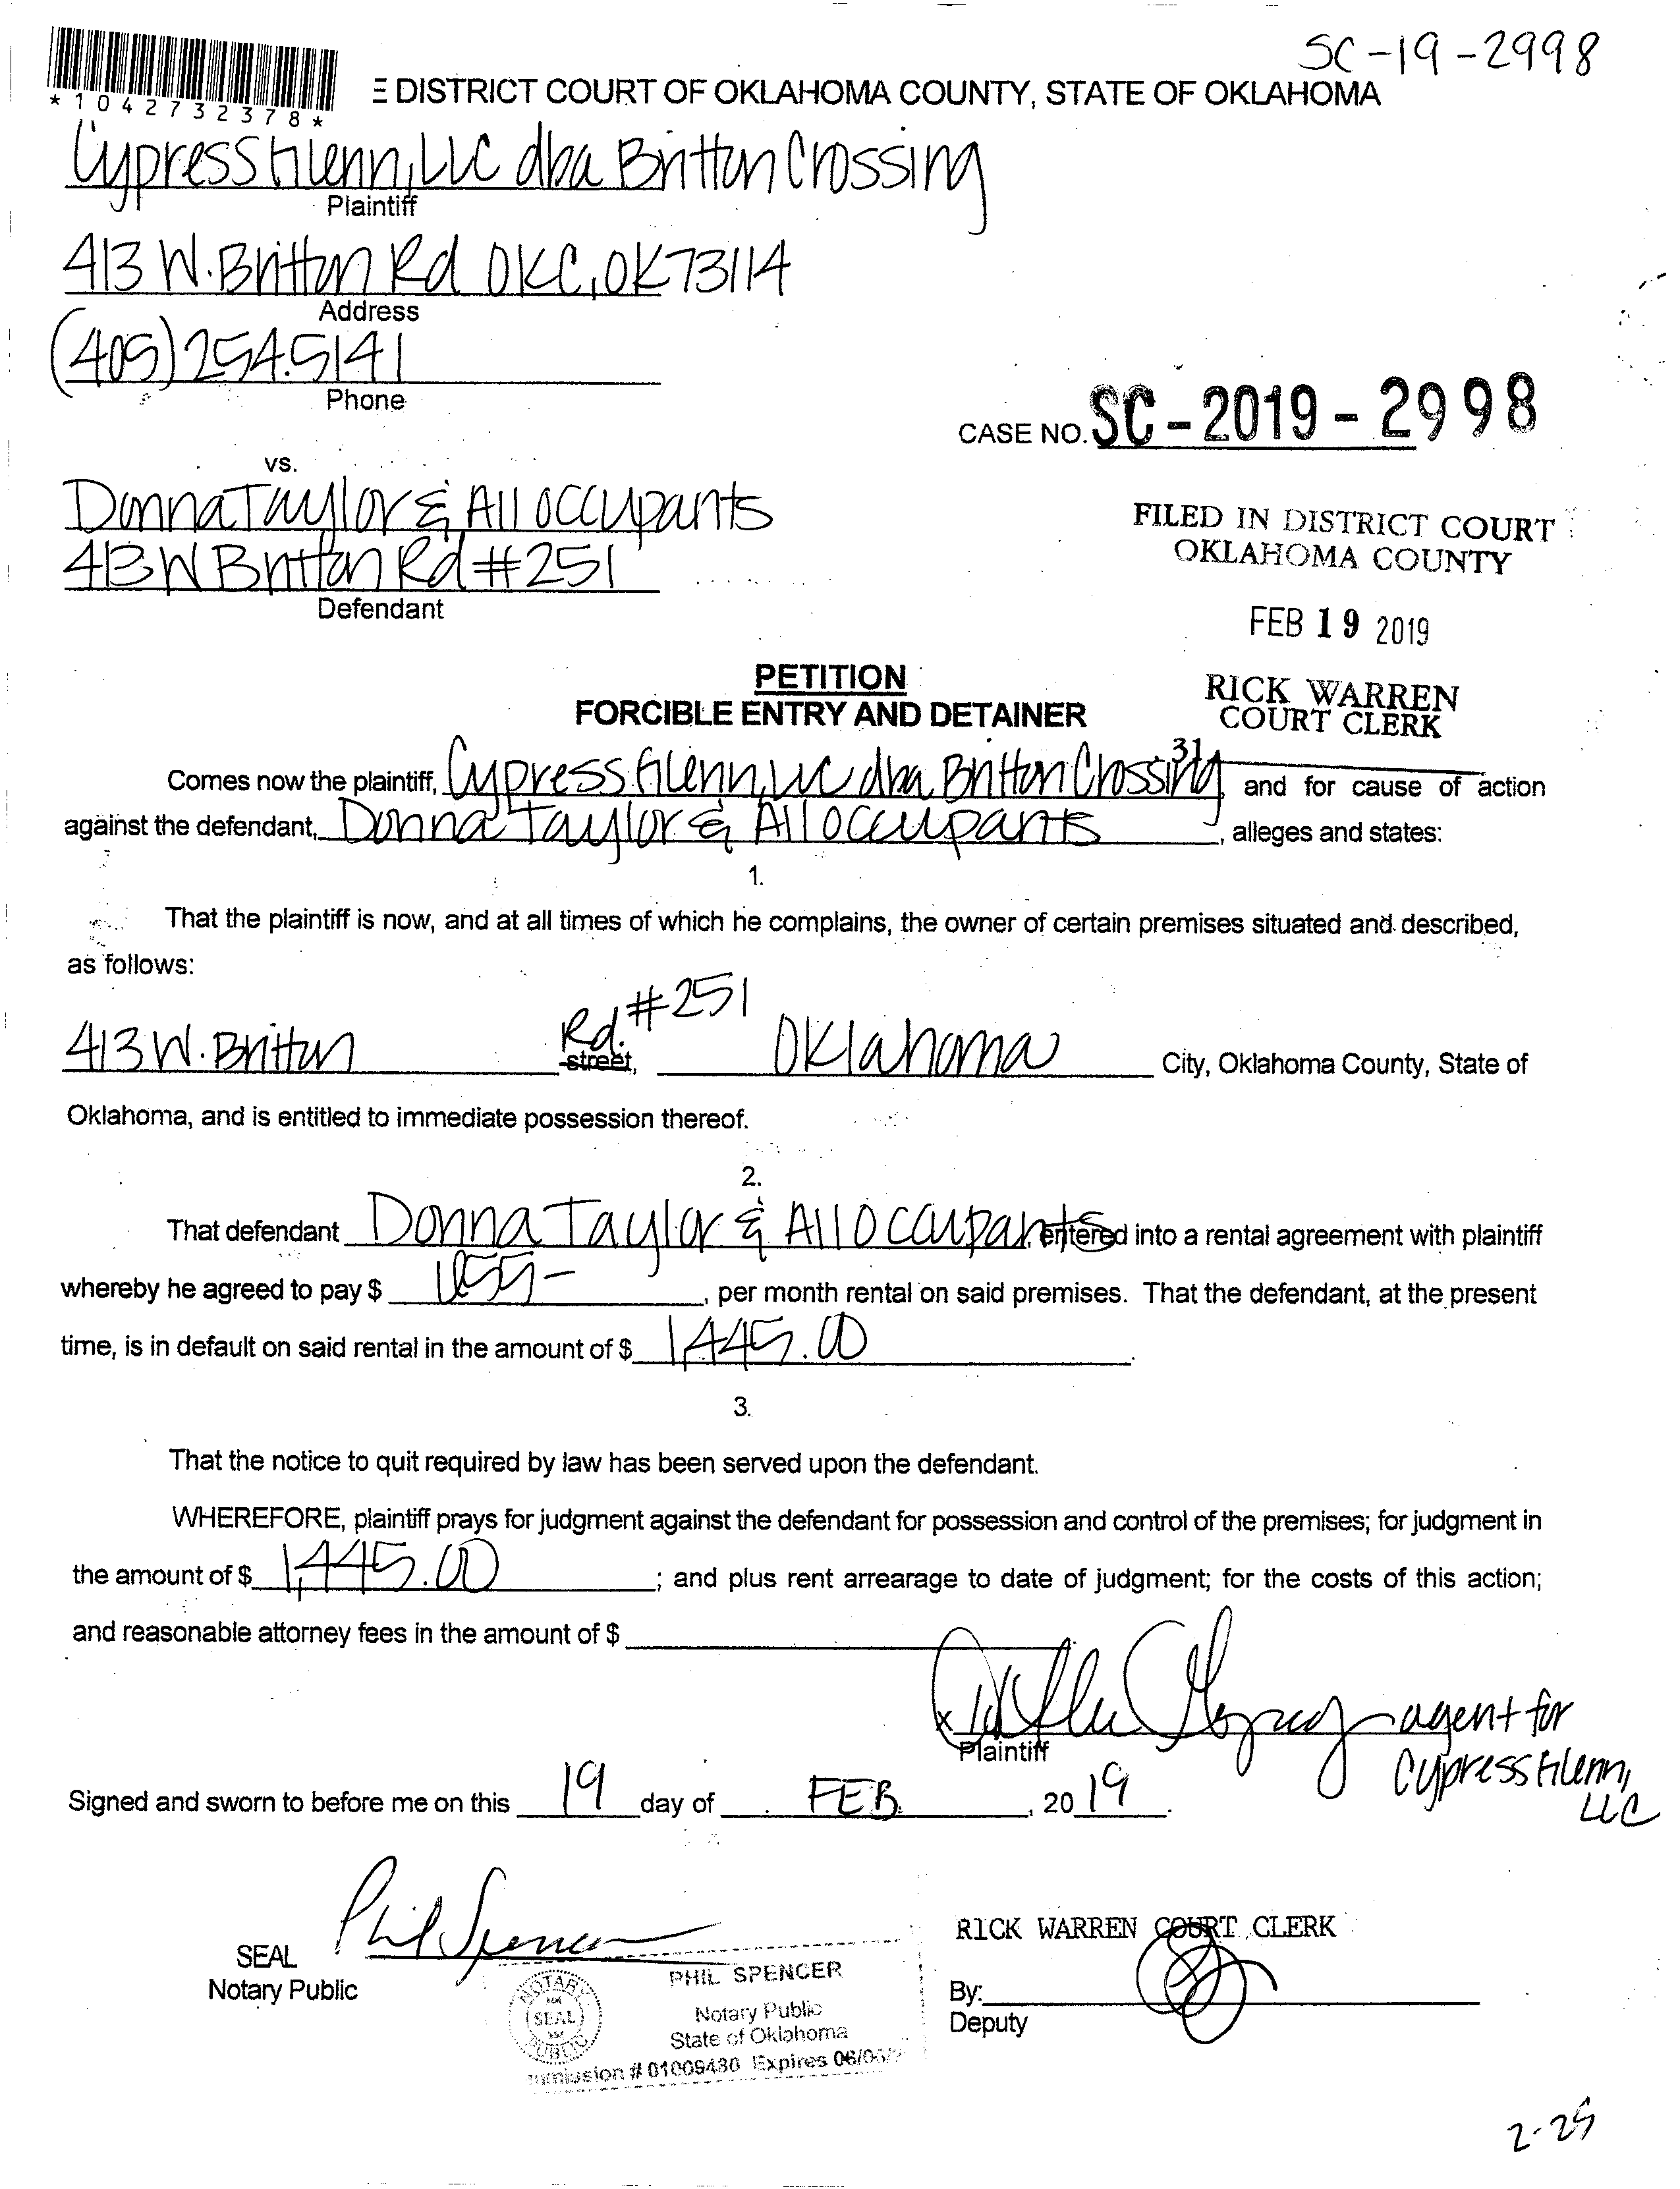 SC-19-2998
*1042732378*
E DISTRICT COURT OF OKLAHOMA COUNTY, STATE OF OKLAHOMA
Cypress Glenn, LLC dba Britton Crossing
Plaintiff
413 W. Britton Rd OKC, OK 73114
Address
(405) 254.5141
Phone
CASE NO. SC-2019-2998
vs.
Donna Taylor & All occupants
413 W Britton Rd #251
Defendant
FILED IN DISTRICT COURT
OKLAHOMA COUNTY
FEB 19 2019
RICK WARREN
COURT CLERK
31
PETITION
FORCIBLE ENTRY AND DETAINER
Comes now the plaintiff, Cypress Glenn, LLC dba Britton Crossing and for cause of action
against the defendant, Donna Taylor & All occupants, alleges and states:
1.
That the plaintiff is now, and at all times of which he complains, the owner of certain premises situated and described,
as follows:
413 W. Britton Rd. #251 street, Oklahoma City, Oklahoma County, State of
Oklahoma, and is entitled to immediate possession thereof.
2.
That defendant Donna Taylor & All occupants, entered into a rental agreement with plaintiff
whereby he agreed to pay $ , per month rental on said premises. That the defendant, at the present
time, is in default on said rental in the amount of $ 1,445.00.
3.
That the notice to quit required by law has been served upon the defendant.
WHEREFORE, plaintiff prays for judgment against the defendant for possession and control of the premises; for judgment in
the amount of $ 1,445.00; and plus rent arrearage to date of judgment; for the costs of this action;
and reasonable attorney fees in the amount of $
x agent for
Plaintiff
Cypress Glenn,
LLC
Signed and sworn to before me on this 19 day of FEB, 2019.
Phil Spencer
SEAL
Notary Public
NOTARY
SEAL
PUBLIC
PHIL SPENCER
Notary Public
State of Oklahoma
mmission # 01009480 Expires 06/0
RICK WARREN COURT CLERK
By:
Deputy
2-25